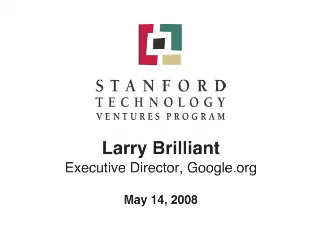 STANFORD
TECHNOLOGY
VENTURES PROGRAM
Larry Brilliant
Executive Director, Google.org
May 14, 2008